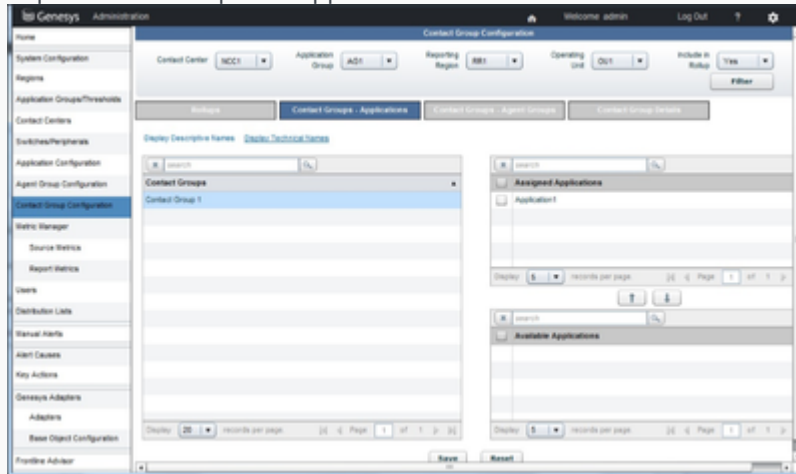 Genesys Administration Welcome admin Log Out ?
Home
System Configuration
Regions
Application Groups/Thresholds
Contact Centers
Switches/Peripherals
Application Configuration
Agent Group Configuration
Contact Group Configuration
Metric Manager
Source Metrics
Report Metrics
Users
Distribution Lists
Manual Alerts
Alert Causes
Key Actions
Genesys Adapters
Adapters
Base Object Configuration
Frontline Advisor
Contact Group Configuration
Contact Center NCC1
Application Group AG1
Reporting Region RR1
Operating Unit OU1
Include in Rollup Yes
Filter
Rollups Contact Groups - Applications Contact Groups - Agent Groups Contact Group Details
Display Descriptive Names Display Technical Names
search
Contact Groups
Contact Group 1
Display 20 records per page Page 1 of 1
search
Assigned Applications
Application1
Display 5 records per page Page 1 of 1
search
Available Applications
Display 5 records per page Page 1 of 1
Save Reset